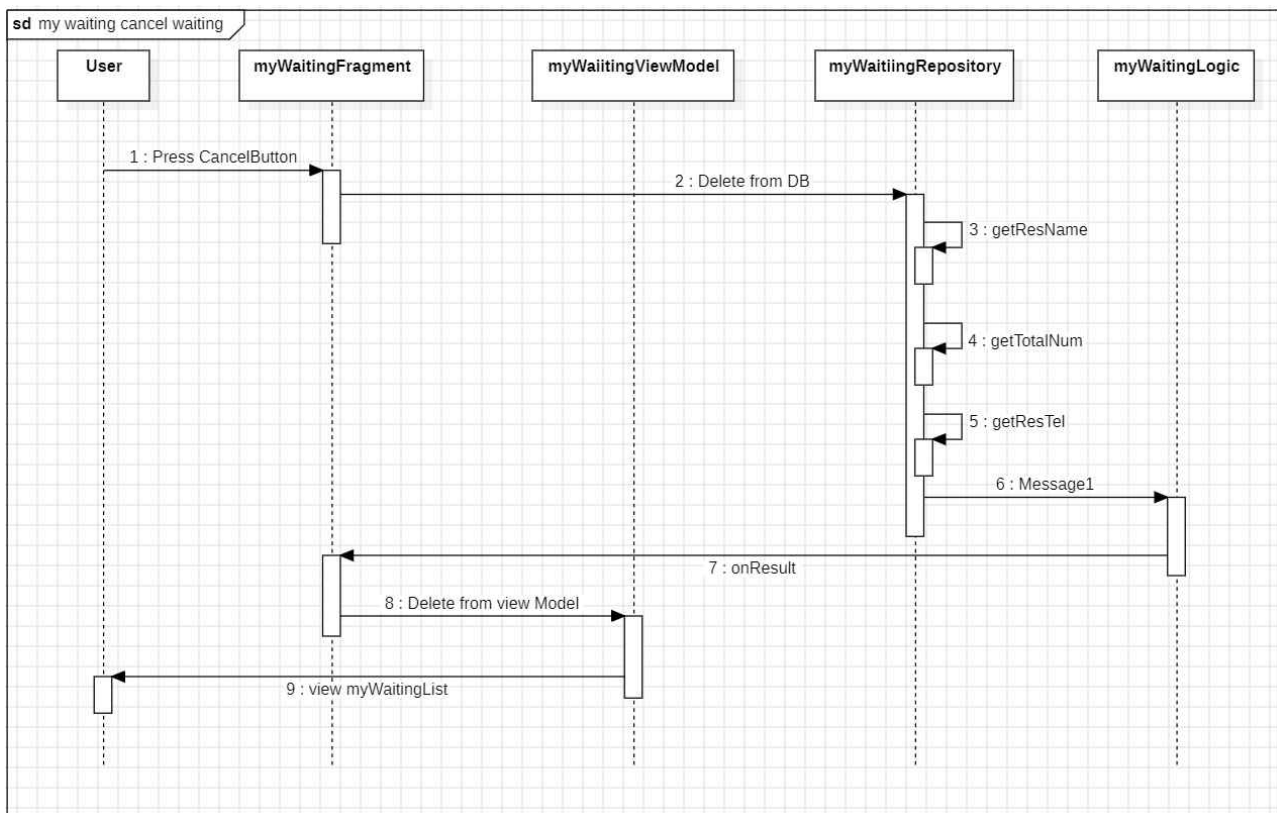 sd my waiting cancel waiting
User
myWaitingFragment
myWaiitingViewModel
myWaitiingRepository
myWaitingLogic
1 : Press CancelButton
2 : Delete from DB
3 : getResName
4 : getTotalNum
5 : getResTel
6 : Message1
7 : onResult
8 : Delete from view Model
9 : view myWaitingList